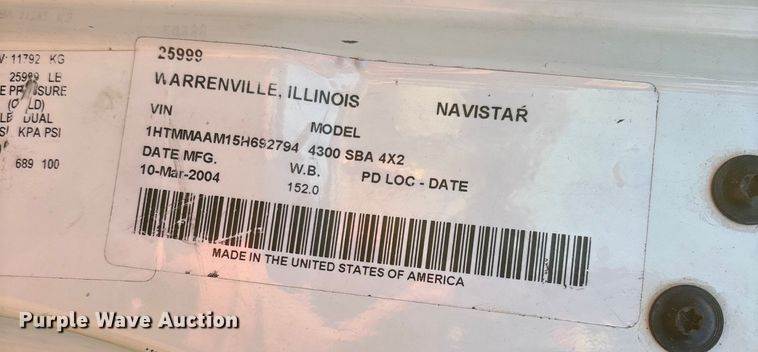 V: 11792 KG
25999 LB
E PRESSURE
(COLD)
LB DUAL
SI KPA PSI
689 100
25999
WARRENVILLE, ILLINOIS NAVISTAR
VIN MODEL
1HTMMAAM15H692794 4300 SBA 4X2
DATE MFG. W.B. PD LOC - DATE
10-Mar-2004 152.0
MADE IN THE UNITED STATES OF AMERICA
Purple Wave Auction